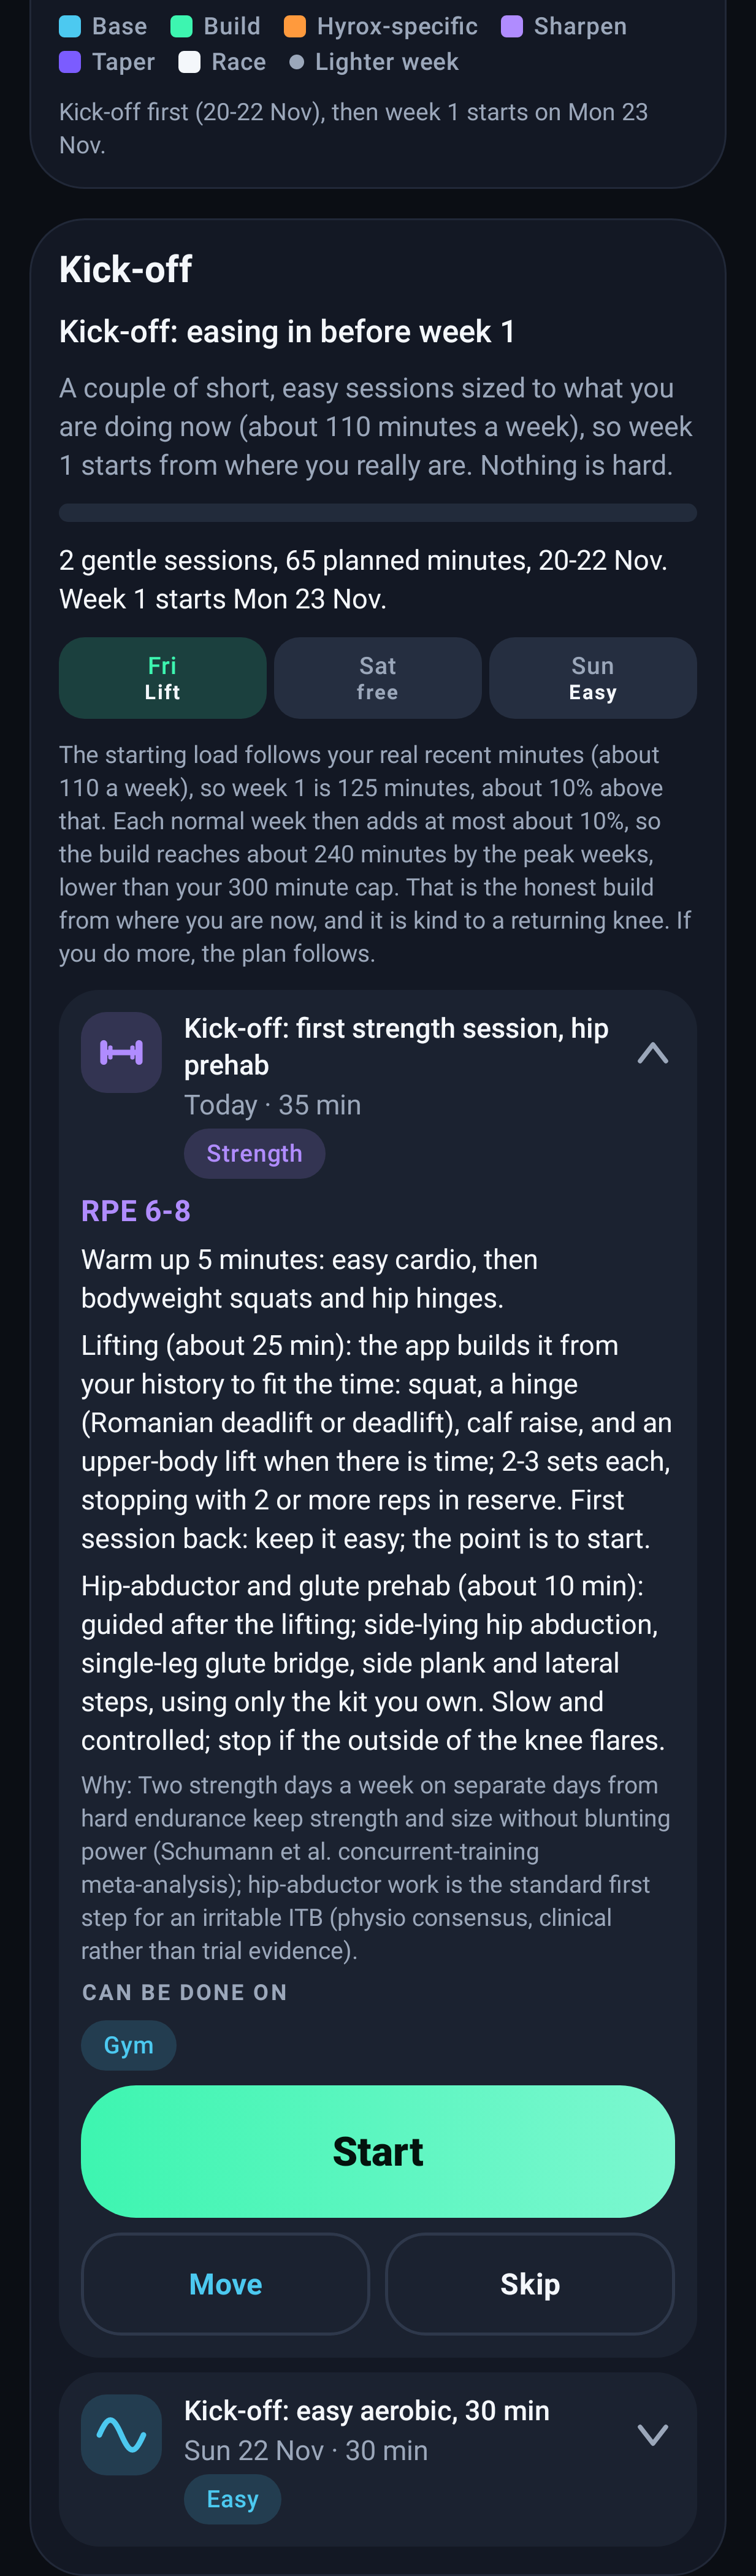 Base Build Hyrox-specific Sharpen
Taper Race Lighter week
Kick-off first (20-22 Nov), then week 1 starts on Mon 23
Nov.
Kick-off
Kick-off: easing in before week 1
A couple of short, easy sessions sized to what you
are doing now (about 110 minutes a week), so week
1 starts from where you really are. Nothing is hard.
2 gentle sessions, 65 planned minutes, 20-22 Nov.
Week 1 starts Mon 23 Nov.
Fri Sat Sun
Lift free Easy
The starting load follows your real recent minutes (about
110 a week), so week 1 is 125 minutes, about 10% above
that. Each normal week then adds at most about 10%, so
the build reaches about 240 minutes by the peak weeks,
lower than your 300 minute cap. That is the honest build
from where you are now, and it is kind to a returning knee. If
you do more, the plan follows.
Kick-off: first strength session, hip
prehab
Today · 35 min
Strength
RPE 6-8
Warm up 5 minutes: easy cardio, then
bodyweight squats and hip hinges.
Lifting (about 25 min): the app builds it from
your history to fit the time: squat, a hinge
(Romanian deadlift or deadlift), calf raise, and an
upper-body lift when there is time; 2-3 sets each,
stopping with 2 or more reps in reserve. First
session back: keep it easy; the point is to start.
Hip-abductor and glute prehab (about 10 min):
guided after the lifting; side-lying hip abduction,
single-leg glute bridge, side plank and lateral
steps, using only the kit you own. Slow and
controlled; stop if the outside of the knee flares.
Why: Two strength days a week on separate days from
hard endurance keep strength and size without blunting
power (Schumann et al. concurrent-training
meta-analysis); hip-abductor work is the standard first
step for an irritable ITB (physio consensus, clinical
rather than trial evidence).
CAN BE DONE ON
Gym
Start
Move Skip
Kick-off: easy aerobic, 30 min
Sun 22 Nov · 30 min
Easy